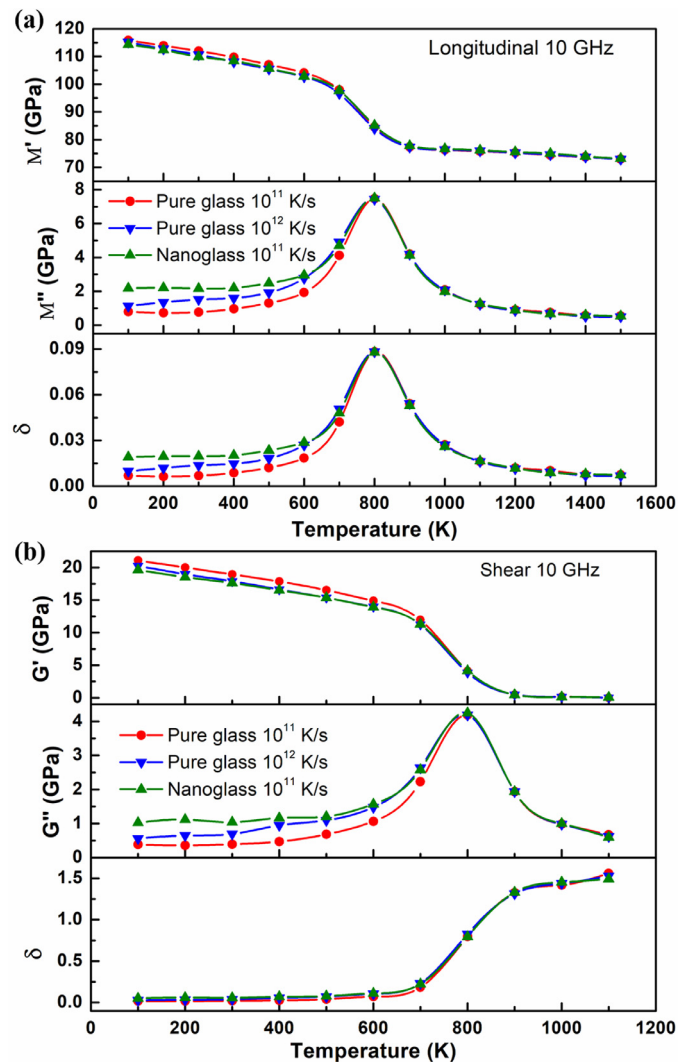 (a)
Longitudinal 10 GHz
M' (GPa)
120
110
100
90
80
70
Pure glass 10¹¹ K/s
Pure glass 10¹² K/s
Nanoglass 10¹¹ K/s
M" (GPa)
8
6
4
2
0
δ
0.09
0.06
0.03
0.00
0 200 400 600 800 1000 1200 1400 1600
Temperature (K)
(b)
Shear 10 GHz
G' (GPa)
20
15
10
5
0
Pure glass 10¹¹ K/s
Pure glass 10¹² K/s
Nanoglass 10¹¹ K/s
G" (GPa)
4
3
2
1
0
δ
1.5
1.0
0.5
0.0
0 200 400 600 800 1000 1200
Temperature (K)